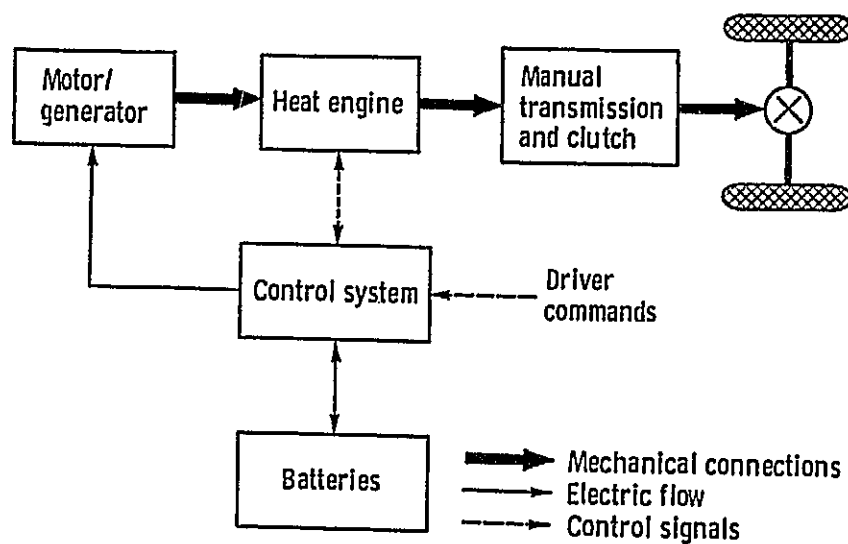 Motor/
generator
Heat engine
Manual
transmission
and clutch
Control system
Driver
commands
Batteries
Mechanical connections
Electric flow
Control signals